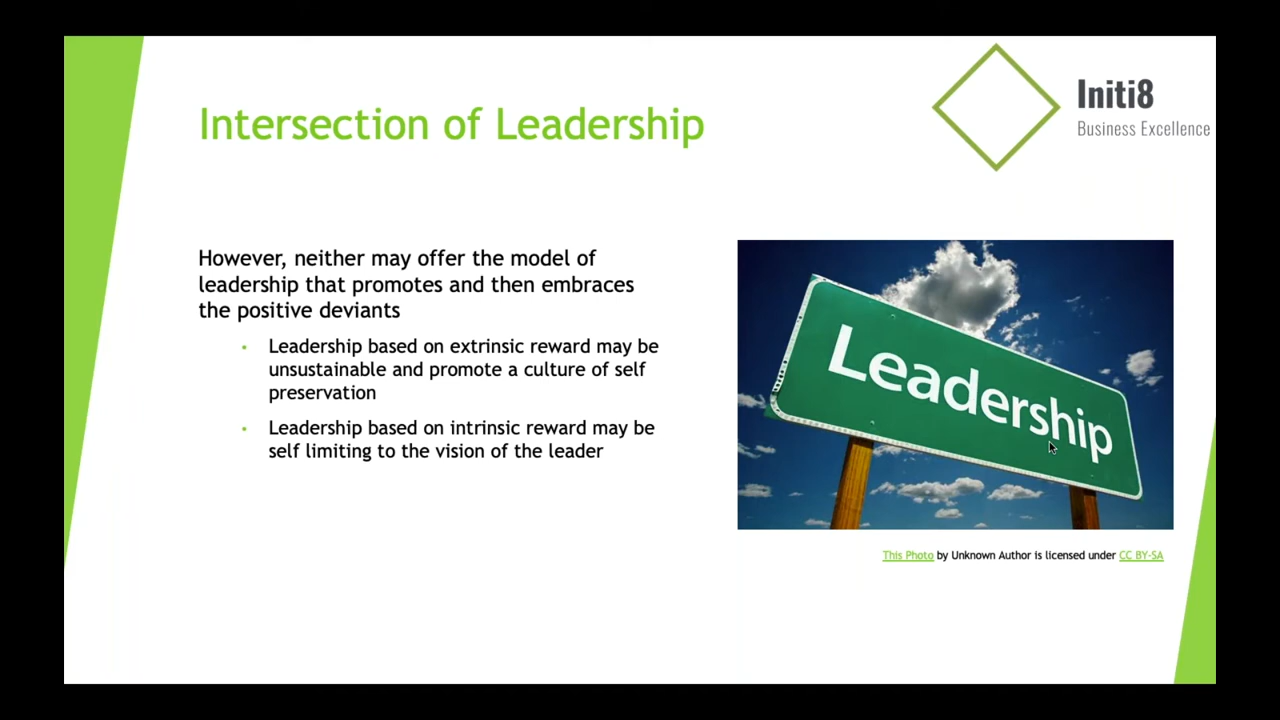 Initi8
Business Excellence
Intersection of Leadership
However, neither may offer the model of
leadership that promotes and then embraces
the positive deviants
• Leadership based on extrinsic reward may be
unsustainable and promote a culture of self
preservation
• Leadership based on intrinsic reward may be
self limiting to the vision of the leader
Leadership
This Photo by Unknown Author is licensed under CC BY-SA